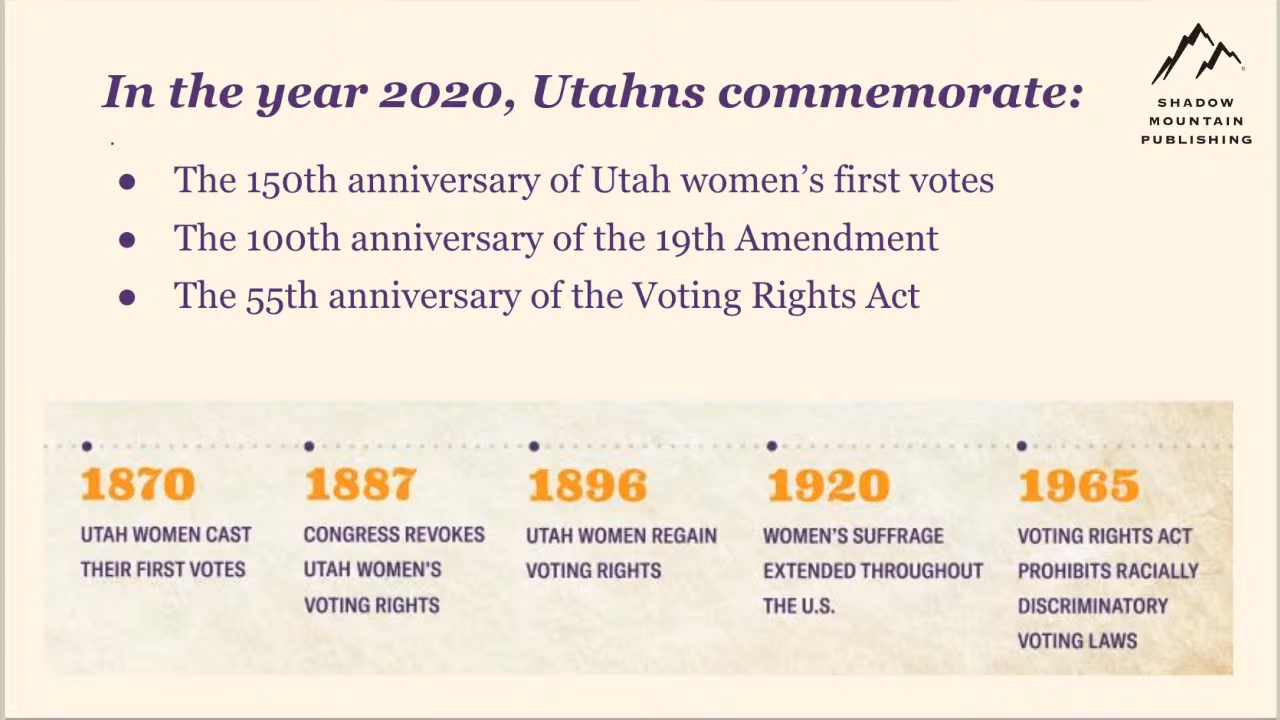 In the year 2020, Utahns commemorate:
SHADOW
MOUNTAIN
PUBLISHING
● The 150th anniversary of Utah women’s first votes
● The 100th anniversary of the 19th Amendment
● The 55th anniversary of the Voting Rights Act
1870
UTAH WOMEN CAST
THEIR FIRST VOTES
1887
CONGRESS REVOKES
UTAH WOMEN'S
VOTING RIGHTS
1896
UTAH WOMEN REGAIN
VOTING RIGHTS
1920
WOMEN'S SUFFRAGE
EXTENDED THROUGHOUT
THE U.S.
1965
VOTING RIGHTS ACT
PROHIBITS RACIALLY
DISCRIMINATORY
VOTING LAWS